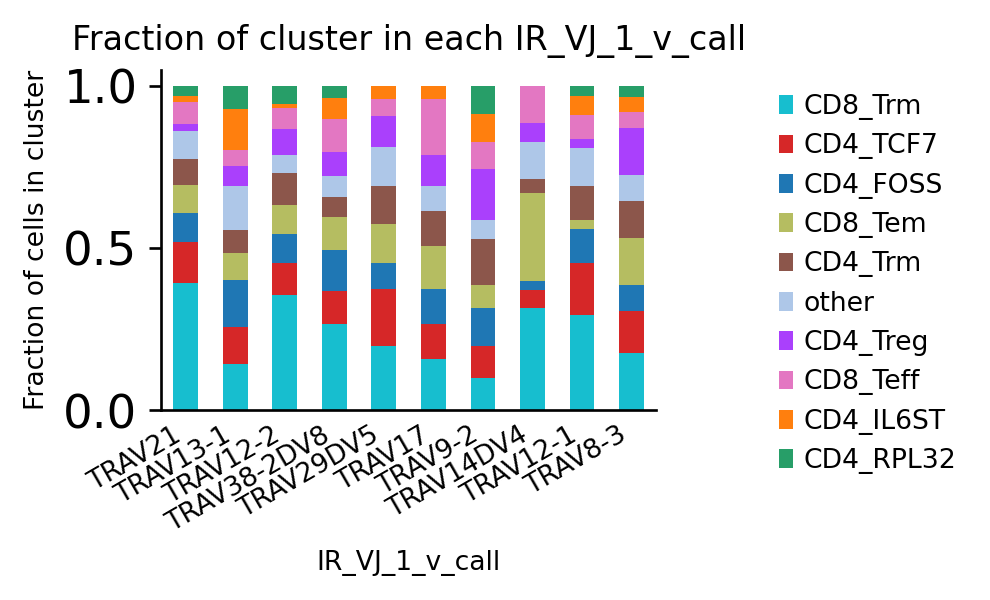 Fraction of cluster in each IR_VJ_1_v_call
Fraction of cells in cluster
1.0
0.5
0.0
TRAV21
TRAV13-1
TRAV12-2
TRAV38-2DV8
TRAV29DV5
TRAV17
TRAV9-2
TRAV14DV4
TRAV12-1
TRAV8-3
IR_VJ_1_v_call
CD8_Trm
CD4_TCF7
CD4_FOSS
CD8_Tem
CD4_Trm
other
CD4_Treg
CD8_Teff
CD4_IL6ST
CD4_RPL32